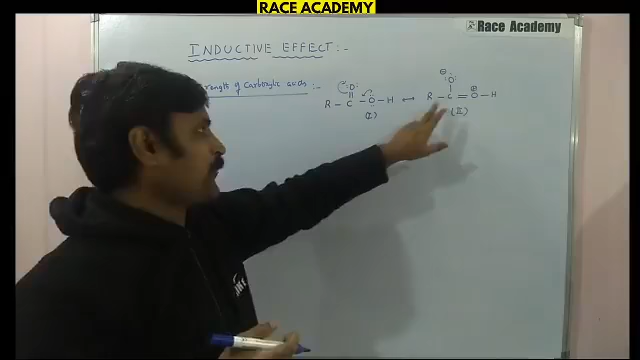 RACE ACADEMY
Race Academy
INDUCTIVE EFFECT:-
strength of Carboxylic acids :-
R - C - O - H ↔ R - C = O - H
O
O
⊖
⊕
(I)
(II)